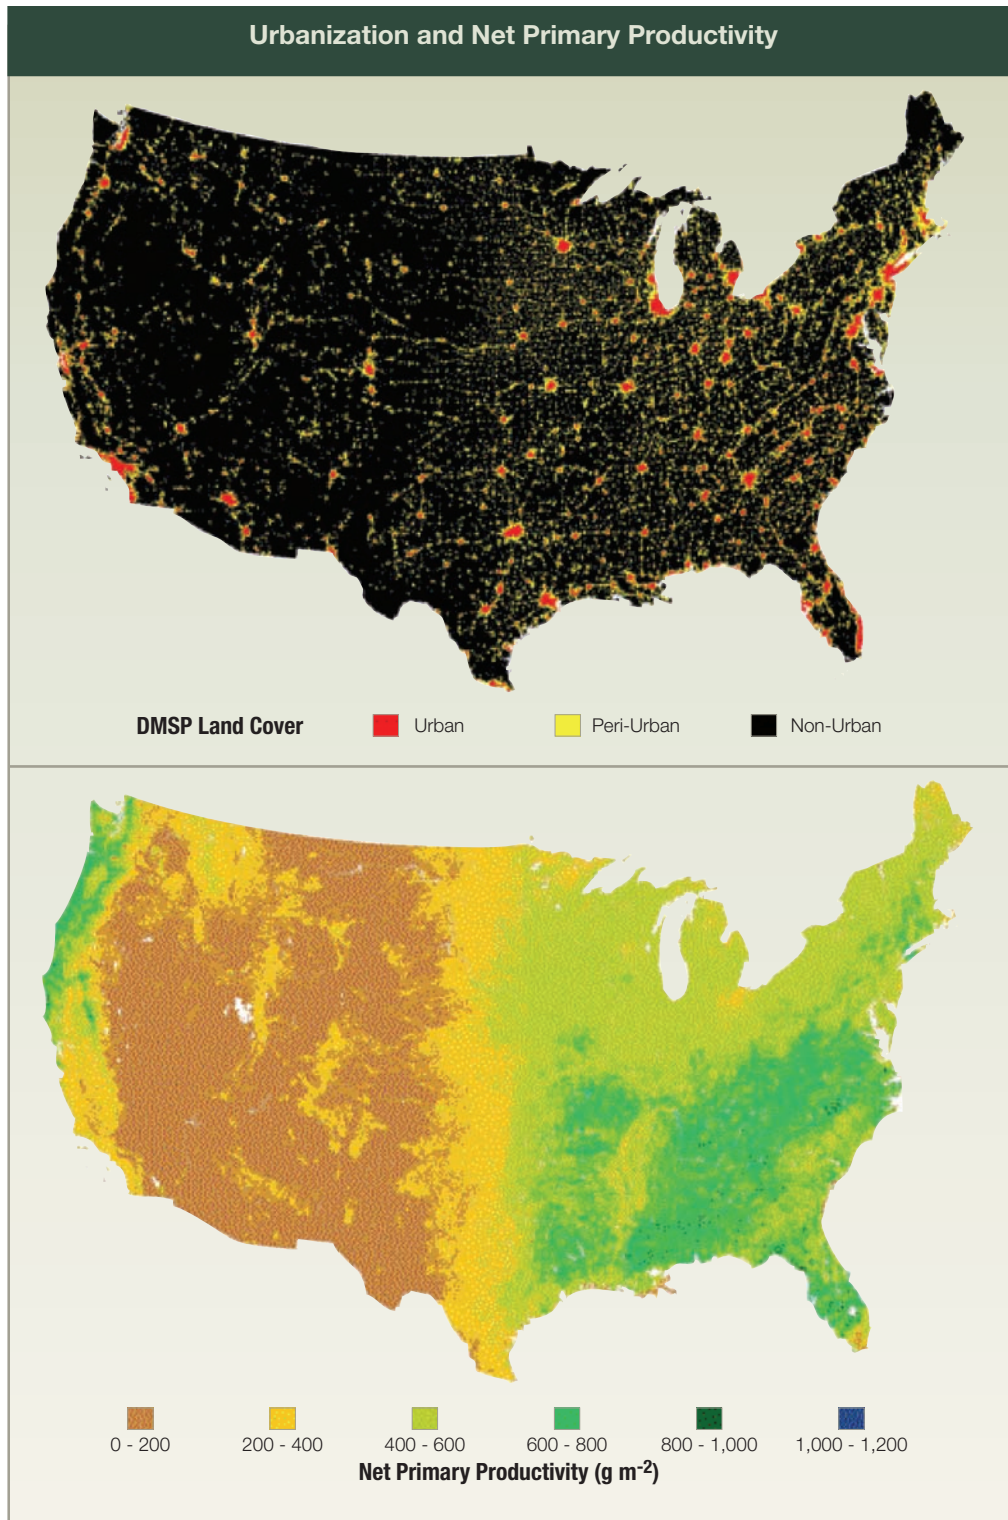 Urbanization and Net Primary Productivity
DMSP Land Cover Urban Peri-Urban Non-Urban
0 - 200 200 - 400 400 - 600 600 - 800 800 - 1,000 1,000 - 1,200
Net Primary Productivity (g m-2)